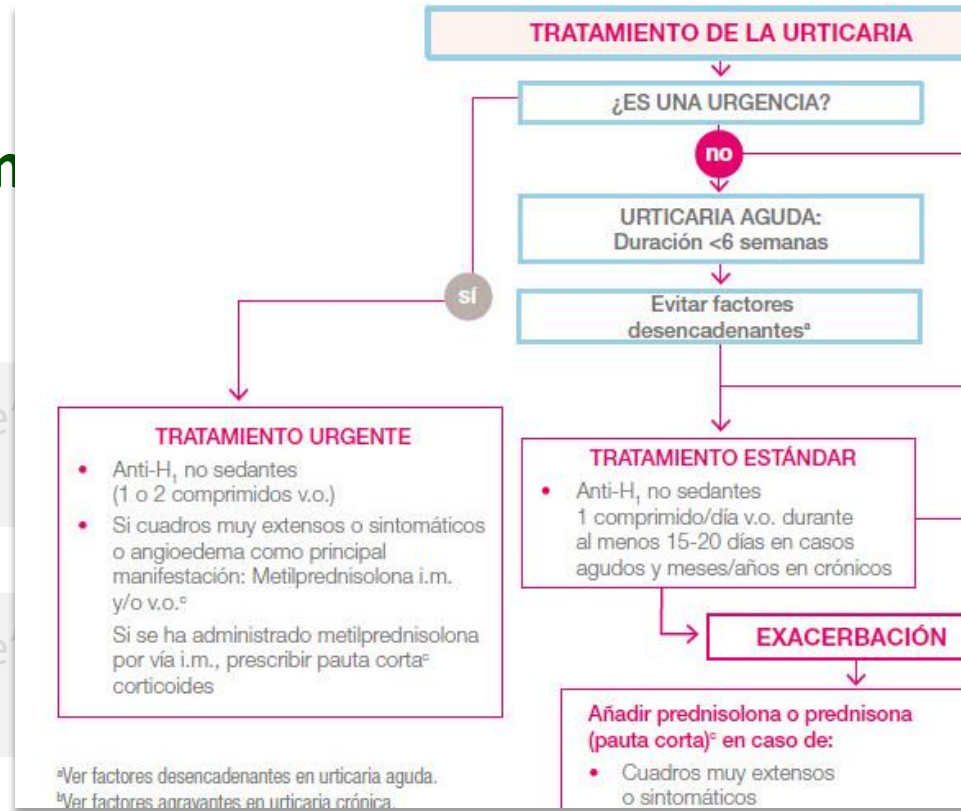 TRATAMIENTO DE LA URTICARIA
¿ES UNA URGENCIA?
no
URTICARIA AGUDA:
Duración <6 semanas
sí
Evitar factores
desencadenantesª
TRATAMIENTO URGENTE
• Anti-H₁ no sedantes
(1 o 2 comprimidos v.o.)
• Si cuadros muy extensos o sintomáticos
o angioedema como principal
manifestación: Metilprednisolona i.m.
y/o v.o.ᶜ
Si se ha administrado metilprednisolona
por vía i.m., prescribir pauta cortaᶜ
corticoides
TRATAMIENTO ESTÁNDAR
• Anti-H₁ no sedantes
1 comprimido/día v.o. durante
al menos 15-20 días en casos
agudos y meses/años en crónicos
EXACERBACIÓN
Añadir prednisolona o prednisona
(pauta corta)ᶜ en caso de:
• Cuadros muy extensos
o sintomáticos
ªVer factores desencadenantes en urticaria aguda.
ᵇVer factores agravantes en urticaria crónica.